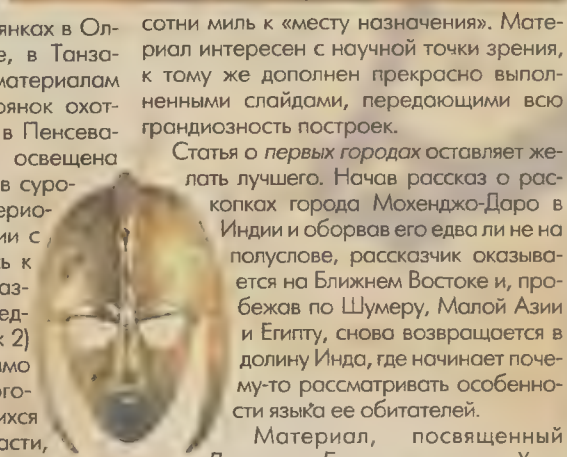 янках в Ол-
е, в Танза-
материалам
рянок охот-
в Пенсева-
освещена
в суро-
ерио-
ии с
ь к
аз-
ед-
к 2)
мо
ого-
ихся
асти,
сотни миль к «месту назначения». Мате-
риал интересен с научной точки зрения,
к тому же дополнен прекрасно выпол-
ненными слайдами, передающими всю
грандиозность построек.
Статья о первых городах оставляет же-
лать лучшего. Начав рассказ о рас-
копках города Мохенджо-Даро в
Индии и оборвав его едва ли не на
полуслове, рассказчик оказыва-
ется на Ближнем Востоке и, про-
бежав по Шумеру, Малой Азии
и Египту, снова возвращается в
долину Инда, где начинает поче-
му-то рассматривать особенно-
сти языка ее обитателей.
Материал, посвященный